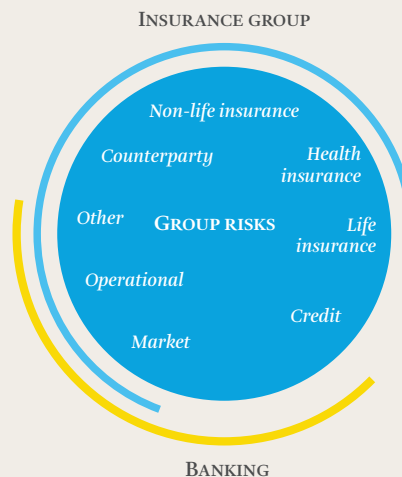 INSURANCE GROUP
Non-life insurance
Counterparty
Health
insurance
Other
GROUP RISKS
Life
insurance
Operational
Credit
Market
BANKING